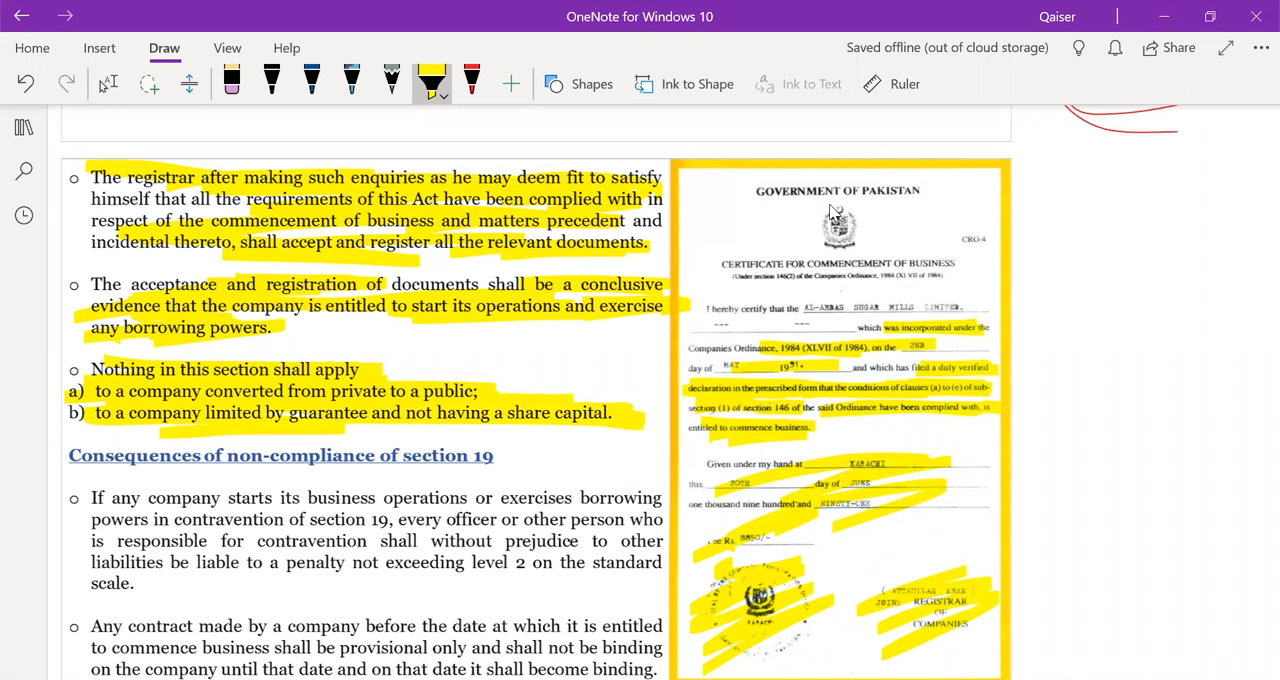 OneNote for Windows 10
Qaiser
Home Insert Draw View Help
Saved offline (out of cloud storage)
Share
Shapes
Ink to Shape
Ink to Text
Ruler
o The registrar after making such enquiries as he may deem fit to satisfy
himself that all the requirements of this Act have been complied with in
respect of the commencement of business and matters precedent and
incidental thereto, shall accept and register all the relevant documents.
o The acceptance and registration of documents shall be a conclusive
evidence that the company is entitled to start its operations and exercise
any borrowing powers.
o Nothing in this section shall apply
a) to a company converted from private to a public;
b) to a company limited by guarantee and not having a share capital.
Consequences of non-compliance of section 19
o If any company starts its business operations or exercises borrowing
powers in contravention of section 19, every officer or other person who
is responsible for contravention shall without prejudice to other
liabilities be liable to a penalty not exceeding level 2 on the standard
scale.
o Any contract made by a company before the date at which it is entitled
to commence business shall be provisional only and shall not be binding
on the company until that date and on that date it shall become binding.
GOVERNMENT OF PAKISTAN
CRO-4
CERTIFICATE FOR COMMENCEMENT OF BUSINESS
(Under section 146(2) of the Companies Ordinance, 1984 (XLVII of 1984).
I hereby certify that the AL-ABBAS SUGAR MILLS LIMITED.
--- --- which was incorporated under the
Companies Ordinance, 1984 (XLVII of 1984), on the 2ND
day of MAY 1991. and which has filed a duly verified
declaration in the prescribed form that the conditions of clauses (a) to (e) of sub-
section (1) of section 146 of the said Ordinance have been complied with, is
entitled to commence business.
Given under my hand at KARACHI
this 20TH day of JUNE
one thousand nine hundred and NINETY-ONE
Rs. 8850/-
KARACHI
( ATTAULLAH KHAN )
JOINT REGISTRAR
OF
COMPANIES